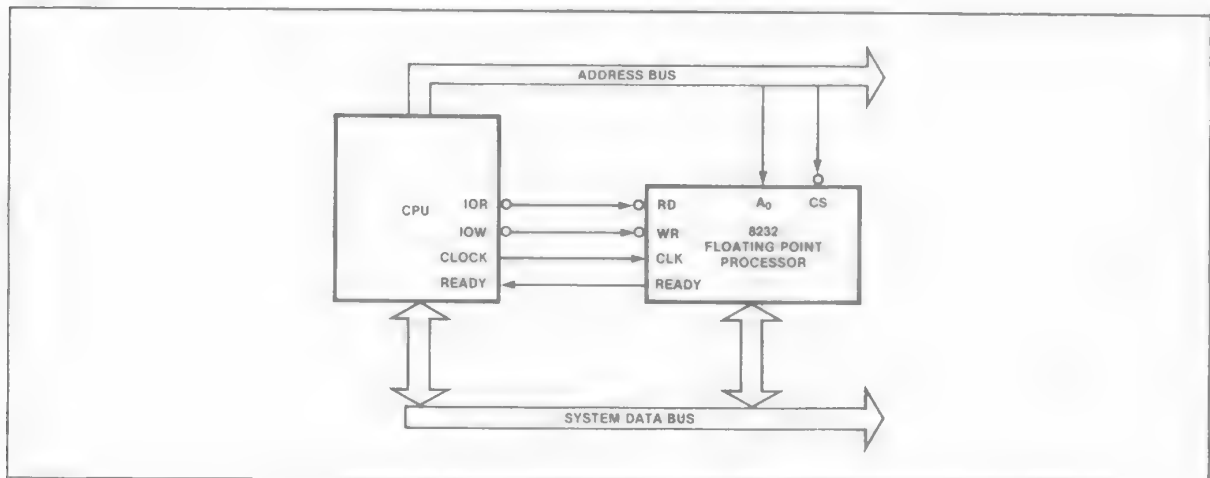 ADDRESS BUS
CPU
IOR
IOW
CLOCK
READY
RD
WR
CLK
READY
A0
CS
8232
FLOATING POINT
PROCESSOR
SYSTEM DATA BUS